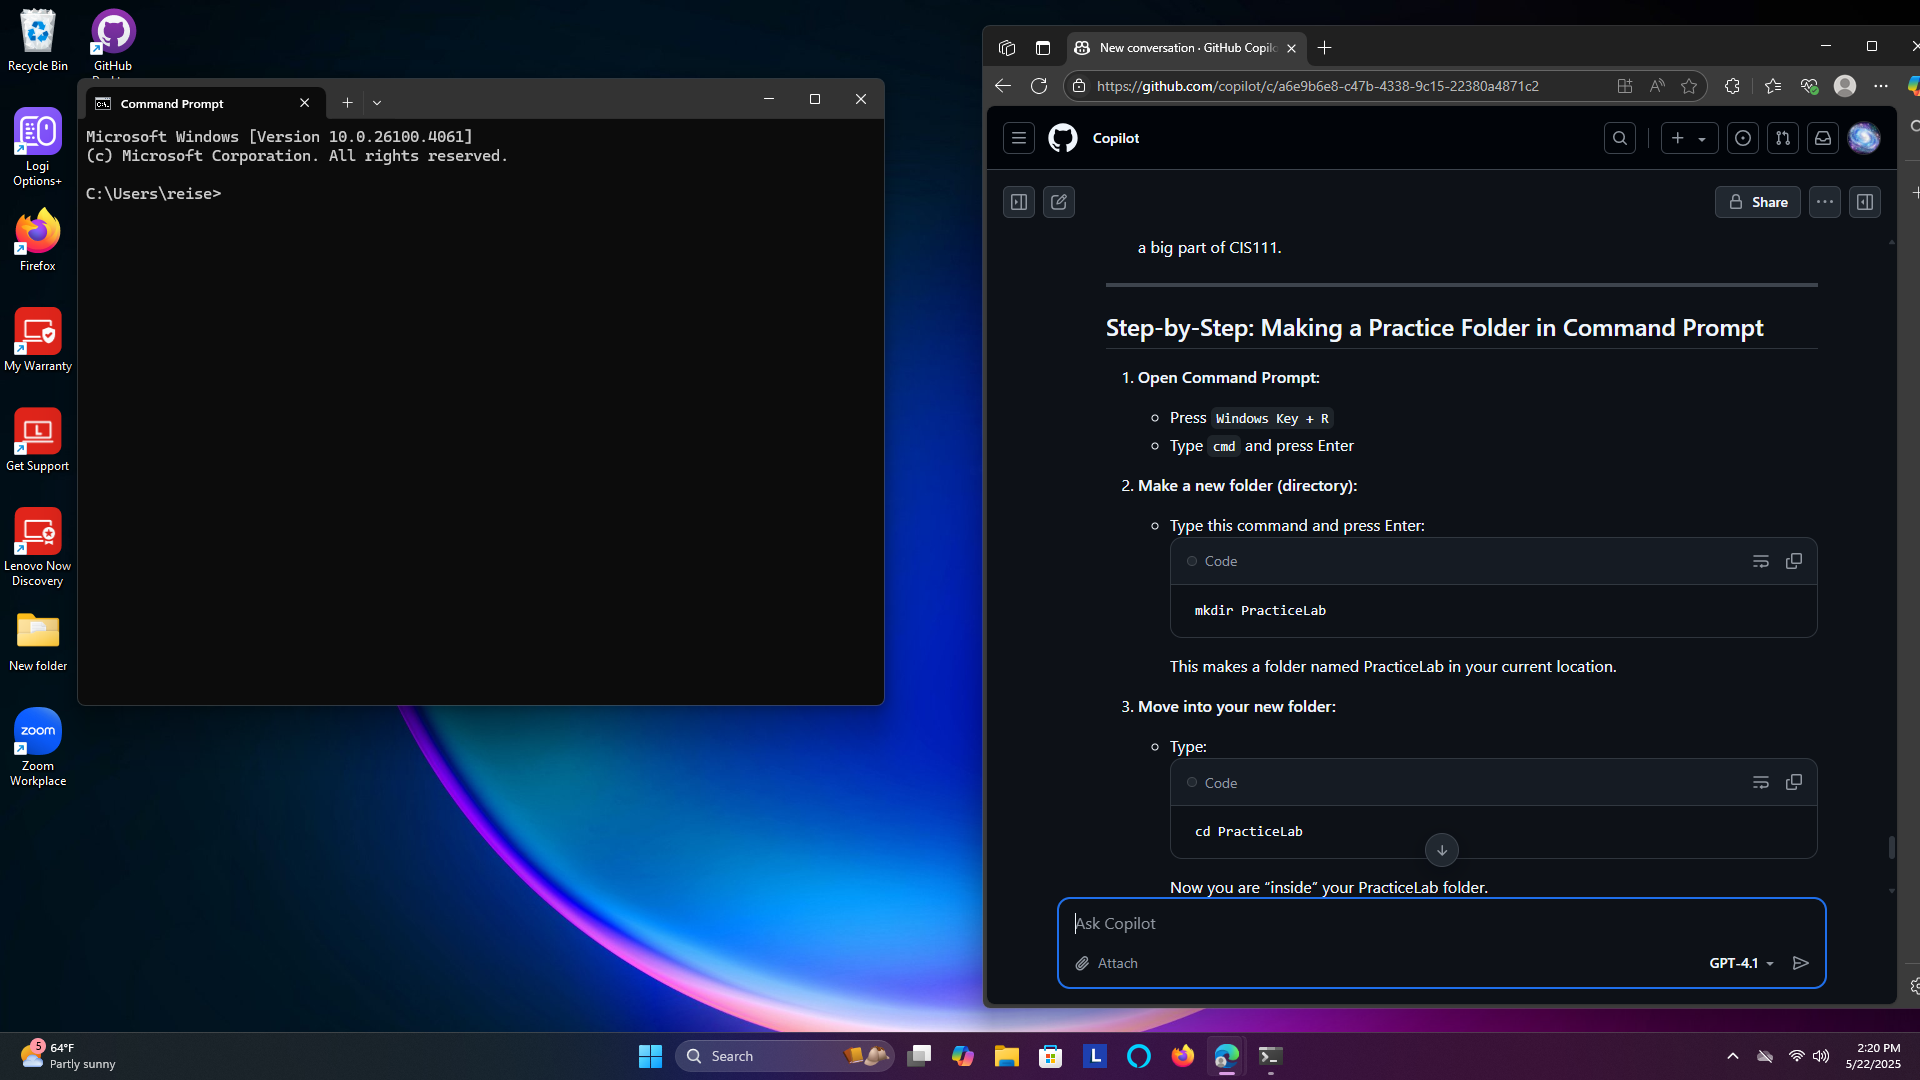 Recycle Bin
GitHub
Logi
Options+
Firefox
My Warranty
Get Support
Lenovo Now
Discovery
New folder
zoom
Zoom
Workplace
Command Prompt
Microsoft Windows [Version 10.0.26100.4061]
(c) Microsoft Corporation. All rights reserved.
C:\Users\reise>
New conversation · GitHub Copilo
https://github.com/copilot/c/a6e9b6e8-c47b-4338-9c15-22380a4871c2
Copilot
Share
a big part of CIS111.
Step-by-Step: Making a Practice Folder in Command Prompt
1. Open Command Prompt:
Press Windows Key + R
Type cmd and press Enter
2. Make a new folder (directory):
Type this command and press Enter:
Code
mkdir PracticeLab
This makes a folder named PracticeLab in your current location.
3. Move into your new folder:
Type:
Code
cd PracticeLab
Now you are “inside” your PracticeLab folder.
Ask Copilot
Attach
GPT-4.1
5
64°F
Partly sunny
Search
L
2:20 PM
5/22/2025